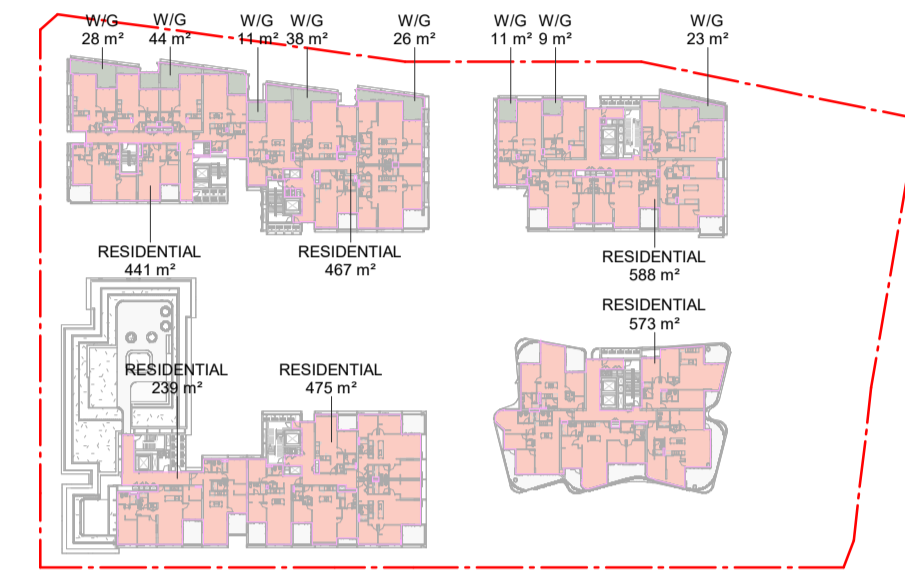 W/G
28 m²
W/G
44 m²
W/G
11 m²
W/G
38 m²
W/G
26 m²
W/G
11 m²
W/G
9 m²
W/G
23 m²
RESIDENTIAL
441 m²
RESIDENTIAL
467 m²
RESIDENTIAL
588 m²
RESIDENTIAL
573 m²
RESIDENTIAL
239 m²
RESIDENTIAL
475 m²